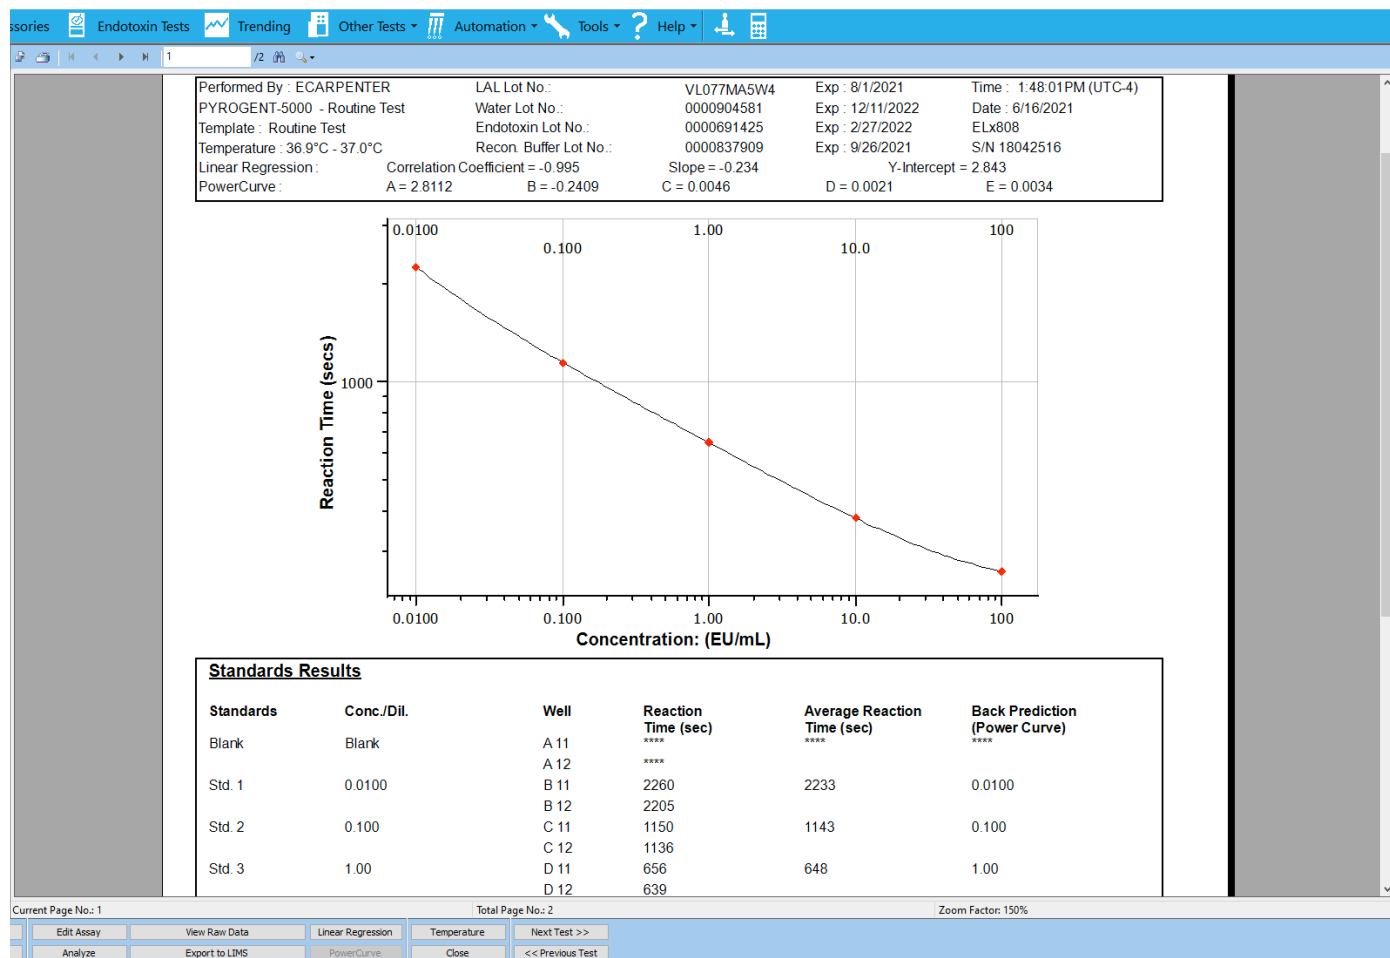 ssories Endotoxin Tests Trending Other Tests Automation Tools Help
1 /2
Performed By : ECARPENTER LAL Lot No.: VL077MA5W4 Exp : 8/1/2021 Time : 1:48:01PM (UTC-4)
PYROGENT-5000 - Routine Test Water Lot No.: 0000904581 Exp : 12/11/2022 Date : 6/16/2021
Template : Routine Test Endotoxin Lot No.: 0000691425 Exp : 2/27/2022 ELx808
Temperature : 36.9°C - 37.0°C Recon. Buffer Lot No.: 0000837909 Exp : 9/26/2021 S/N 18042516
Linear Regression : Correlation Coefficient = -0.995 Slope = -0.234 Y-Intercept = 2.843
PowerCurve : A = 2.8112 B = -0.2409 C = 0.0046 D = 0.0021 E = 0.0034
0.0100 1.00 100
0.100 10.0
Reaction Time (secs)
1000
0.0100 0.100 1.00 10.0 100
Concentration: (EU/mL)
Standards Results
Standards Conc./Dil. Well Reaction Average Reaction Back Prediction
Time (sec) Time (sec) (Power Curve)
Blank Blank A 11 **** **** ****
A 12 ****
Std. 1 0.0100 B 11 2260 2233 0.0100
B 12 2205
Std. 2 0.100 C 11 1150 1143 0.100
C 12 1136
Std. 3 1.00 D 11 656 648 1.00
D 12 639
Current Page No.: 1 Total Page No.: 2 Zoom Factor: 150%
Edit Assay View Raw Data Linear Regression Temperature Next Test >>
Analyze Export to LIMS PowerCurve Close << Previous Test